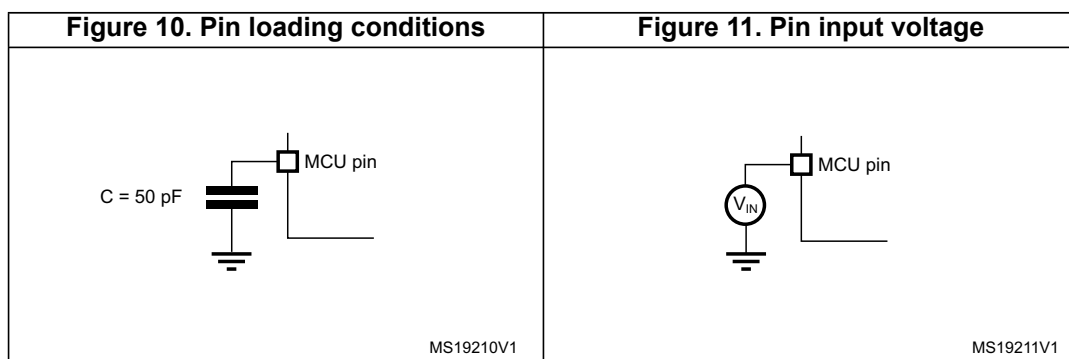 Figure 10. Pin loading conditions
Figure 11. Pin input voltage
MCU pin
C = 50 pF
MS19210V1
MCU pin
VIN
MS19211V1